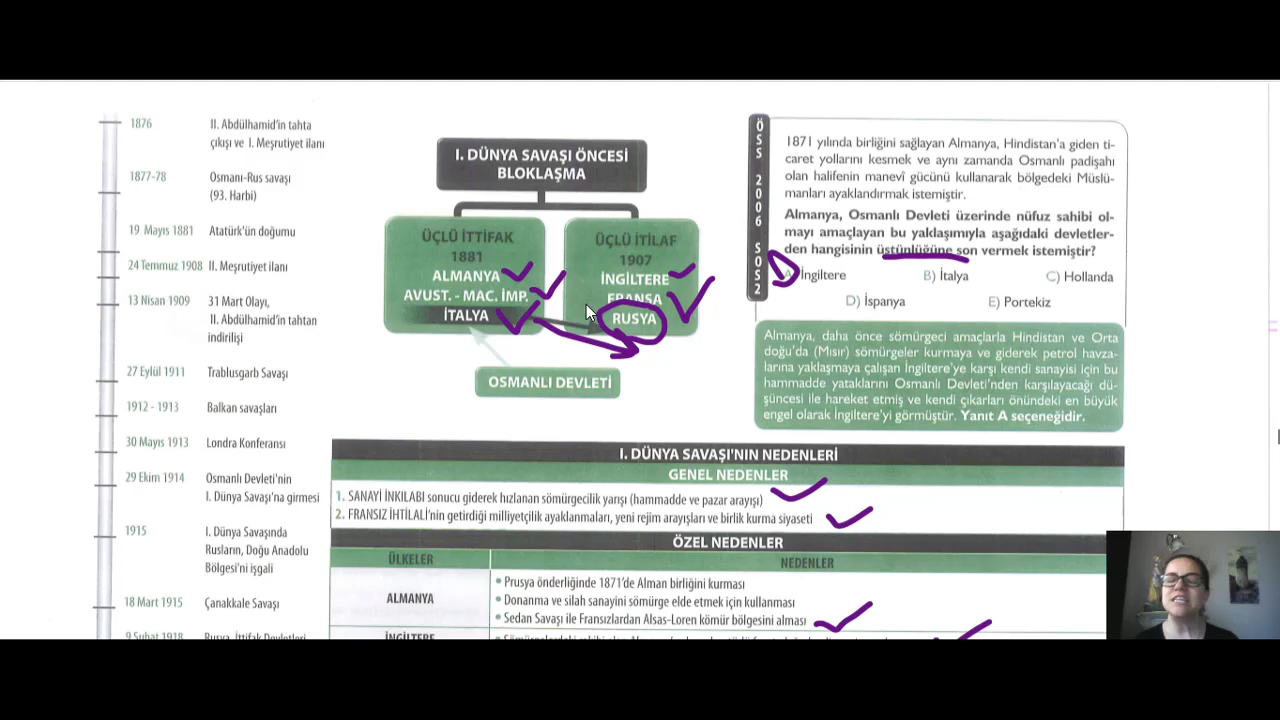 1876
II. Abdülhamid'in tahta
çıkışı ve I. Meşrutiyet ilanı
1877-78
Osmanı-Rus savaşı
(93. Harbi)
19 Mayıs 1881
Atatürk'ün doğumu
24 Temmuz 1908
II. Meşrutiyet ilanı
13 Nisan 1909
31 Mart Olayı,
II. Abdülhamid'in tahtan
indirilişi
27 Eylül 1911
Trablusgarb Savaşı
1912 - 1913
Balkan savaşları
30 Mayıs 1913
Londra Konferansı
29 Ekim 1914
Osmanlı Devleti'nin
I. Dünya Savaşı'na girmesi
1915
I. Dünya Savaşında
Rusların, Doğu Anadolu
Bölgesi'ni işgali
18 Mart 1915
Çanakkale Savaşı
9 Şubat 1918
I. DÜNYA SAVAŞI ÖNCESİ
BLOKLAŞMA
ÜÇLÜ İTTİFAK
1881
ALMANYA
AVUST. - MAC. İMP.
İTALYA
ÜÇLÜ İTİLAF
1907
İNGİLTERE
FRANSA
RUSYA
OSMANLI DEVLETİ
ÖSS 2006 SOS2
1871 yılında birliğini sağlayan Almanya, Hindistan'a giden ti-
caret yollarını kesmek ve aynı zamanda Osmanlı padişahı
olan halifenin manevî gücünü kullanarak bölgedeki Müslü-
manları ayaklandırmak istemiştir.
Almanya, Osmanlı Devleti üzerinde nüfuz sahibi ol-
mayı amaçlayan bu yaklaşımıyla aşağıdaki devletler-
den hangisinin üstünlüğüne son vermek istemiştir?
A) İngiltere B) İtalya C) Hollanda
D) İspanya E) Portekiz
Almanya, daha önce sömürgeci amaçlarla Hindistan ve Orta
doğu'da (Mısır) sömürgeler kurmaya ve giderek petrol havza-
larına yaklaşmaya çalışan İngiltere'ye karşı kendi sanayisi için bu
hammadde yataklarını Osmanlı Devleti'nden karşılayacağı dü-
şüncesi ile hareket etmiş ve kendi çıkarları önündeki en büyük
engel olarak İngiltere'yi görmüştür. Yanıt A seçeneğidir.
I. DÜNYA SAVAŞI'NIN NEDENLERİ
GENEL NEDENLER
1. SANAYİ İNKILABI sonucu giderek hızlanan sömürgecilik yarışı (hammadde ve pazar arayışı)
2. FRANSIZ İHTİLALİ'nin getirdiği milliyetçilik ayaklanmaları, yeni rejim arayışları ve birlik kurma siyaseti
ÖZEL NEDENLER
ÜLKELER
NEDENLER
ALMANYA
• Prusya önderliğinde 1871'de Alman birliğini kurması
• Donanma ve silah sanayini sömürge elde etmek için kullanması
• Sedan Savaşı ile Fransızlardan Alsas-Loren kömür bölgesini alması